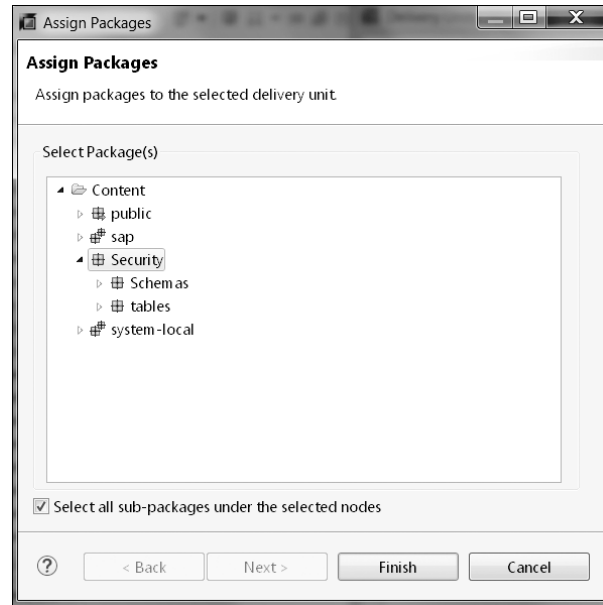 Assign Packages
Assign Packages
Assign packages to the selected delivery unit.
Select Package(s)
Content
public
sap
Security
Schemas
tables
system-local
Select all sub-packages under the selected nodes
? < Back Next > Finish Cancel